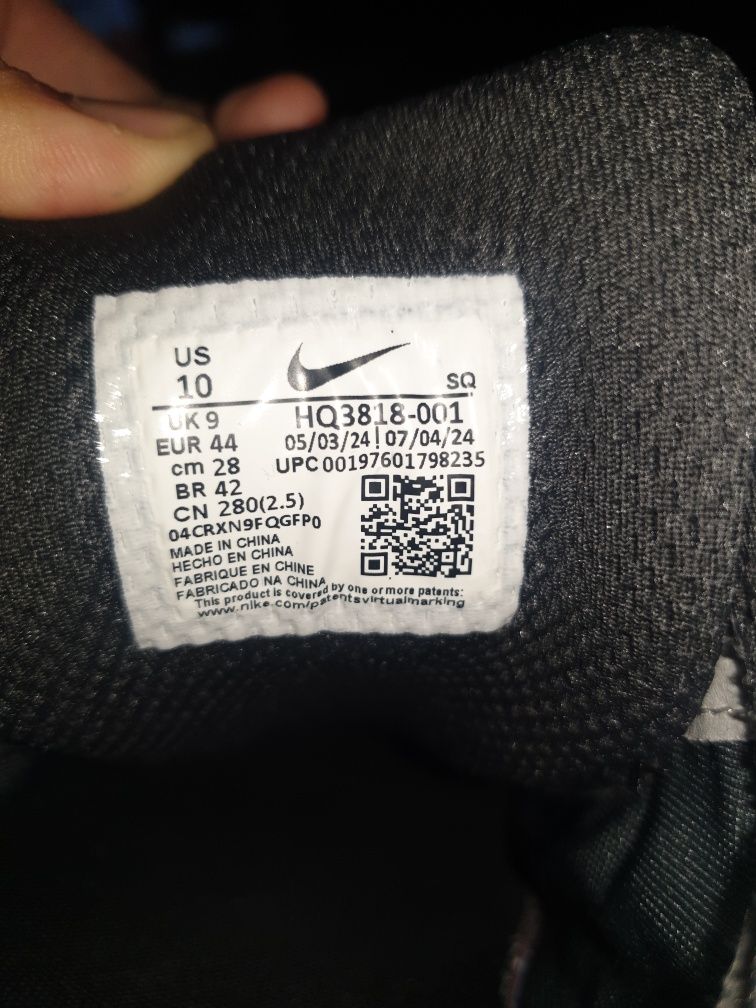 US
10
SQ
UK 9
HQ3818-001
EUR 44
05/03/24 | 07/04/24
cm 28
UPC 00197601798235
BR 42
CN 280(2.5)
04CRXN9FQGFP0
MADE IN CHINA
HECHO EN CHINA
FABRIQUE EN CHINE
FABRICADO NA CHINA
This product is covered by one or more patents:
www.nike.com/patentsvirtualmarking